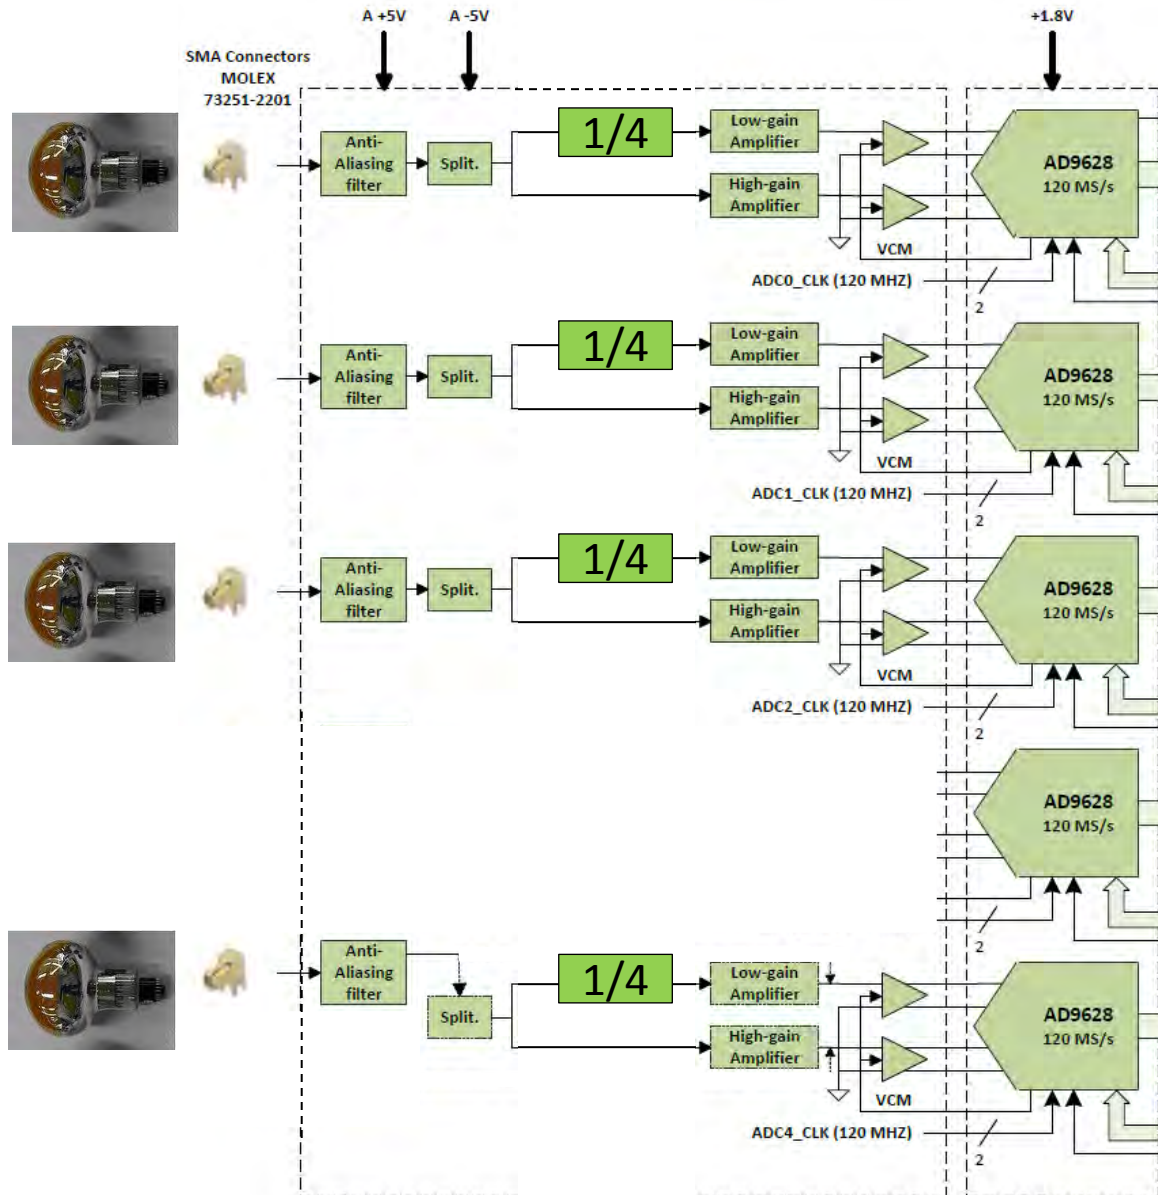 A +5V
A -5V
+1.8V
SMA Connectors
MOLEX
73251-2201
Anti-
Aliasing
filter
Split.
1/4
Low-gain
Amplifier
High-gain
Amplifier
VCM
AD9628
120 MS/s
ADC0_CLK (120 MHZ)
2
Anti-
Aliasing
filter
Split.
1/4
Low-gain
Amplifier
High-gain
Amplifier
VCM
AD9628
120 MS/s
ADC1_CLK (120 MHZ)
2
Anti-
Aliasing
filter
Split.
1/4
Low-gain
Amplifier
High-gain
Amplifier
VCM
AD9628
120 MS/s
ADC2_CLK (120 MHZ)
2
AD9628
120 MS/s
2
Anti-
Aliasing
filter
Split.
1/4
Low-gain
Amplifier
High-gain
Amplifier
VCM
AD9628
120 MS/s
ADC4_CLK (120 MHZ)
2